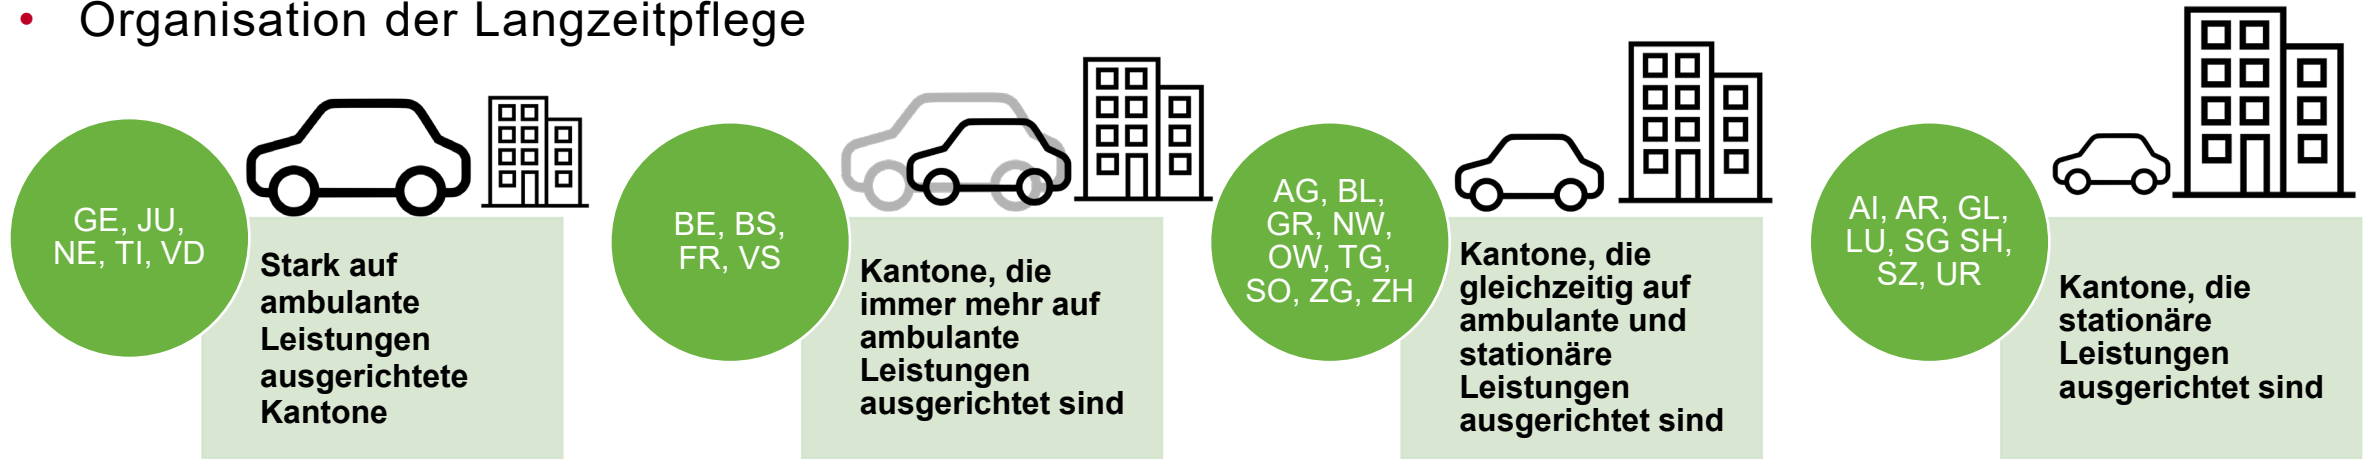 • Organisation der Langzeitpflege
GE, JU,
NE, TI, VD
Stark auf
ambulante
Leistungen
ausgerichtete
Kantone
BE, BS,
FR, VS
Kantone, die
immer mehr auf
ambulante
Leistungen
ausgerichtet sind
AG, BL,
GR, NW,
OW, TG,
SO, ZG, ZH
Kantone, die
gleichzeitig auf
ambulante und
stationäre
Leistungen
ausgerichtet sind
AI, AR, GL,
LU, SG SH,
SZ, UR
Kantone, die
stationäre
Leistungen
ausgerichtet sind